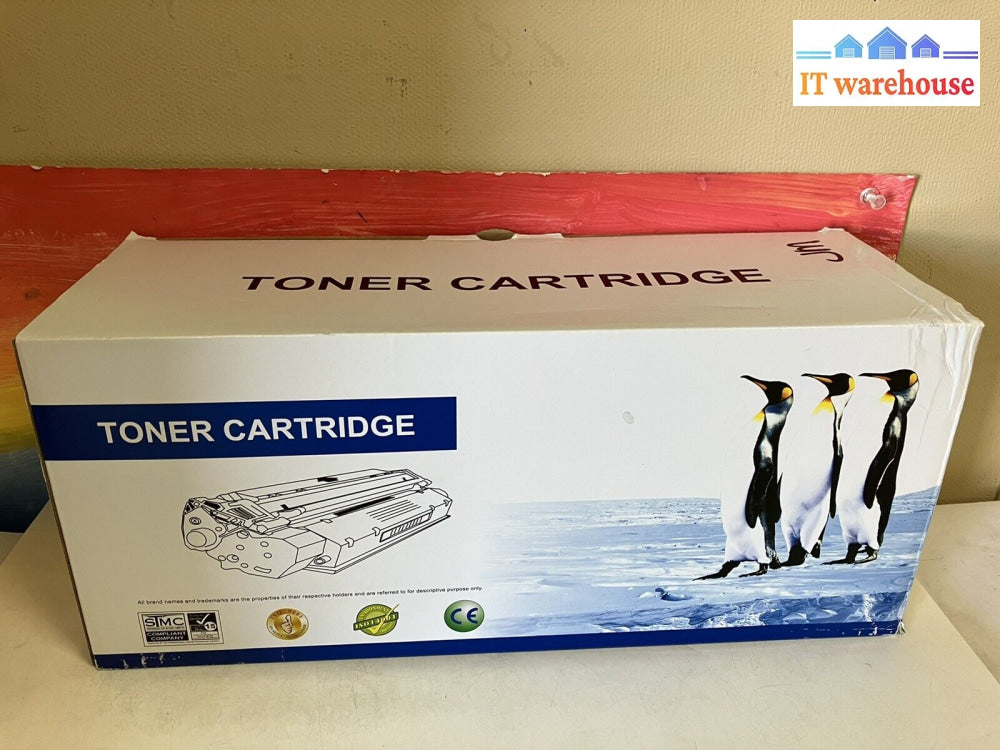 IT warehouse
TONER CARTRIDGE
TONER CARTRIDGE
All brand names and trademarks are the properties of their respective holders and are referred to for descriptive purpose only.
STMC
COMPLIANT
COMPANY
ISO14001
CE